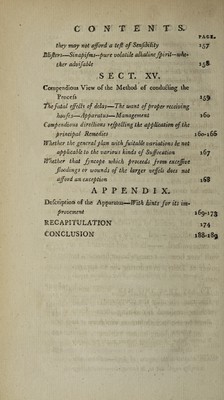 CONTENTS.
PAGE.
they may not afford a test of Sensibility 157
Blisters—Sinapisms—pure volatile alkaline spirit—whe-
ther advisable 158
SECT. XV.
Compendious View of the Method of conducting the
Process 159
The fatal effects of delay—The want of proper receiving
houses—Apparatus—Management 160
Compendious directions respecting the application of the
principal Remedies 160-166
Whether the general plan with suitable variations be not
applicable to the various kinds of Suffocation 167
Whether that syncope which proceeds from excessive
floodings or wounds of the larger vessels does not
afford an exception 168
APPENDIX.
Description of the Apparatus—With hints for its im-
provement 169-173
RECAPITULATION 174
CONCLUSION 188-189